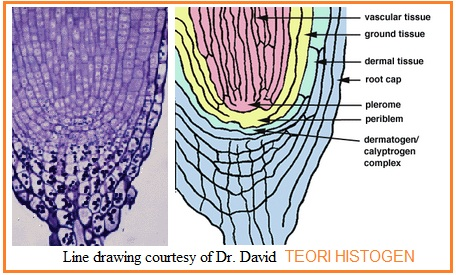 vascular tissue
ground tissue
dermal tissue
root cap
plerome
periblem
dermatogen/
calyptrogen
complex
Line drawing courtesy of Dr. David TEORI HISTOGEN